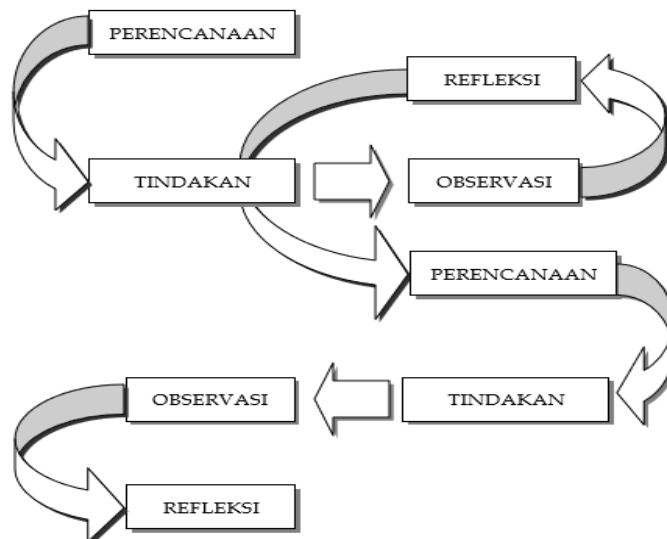 PERENCANAAN
REFLEKSI
TINDAKAN
OBSERVASI
PERENCANAAN
OBSERVASI
TINDAKAN
REFLEKSI